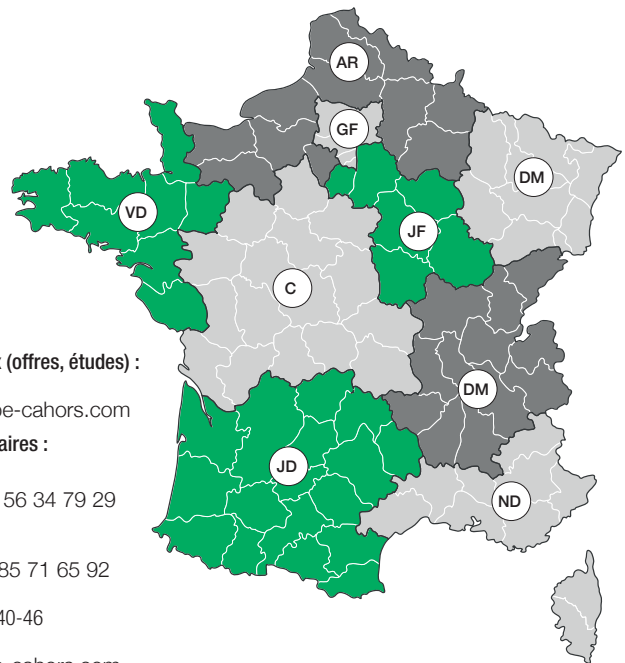 AR
GF
DM
VD
JF
C
DM
JD
ND
(offres, études) :
e-cahors.com
aires :
56 34 79 29
85 71 65 92
40-46